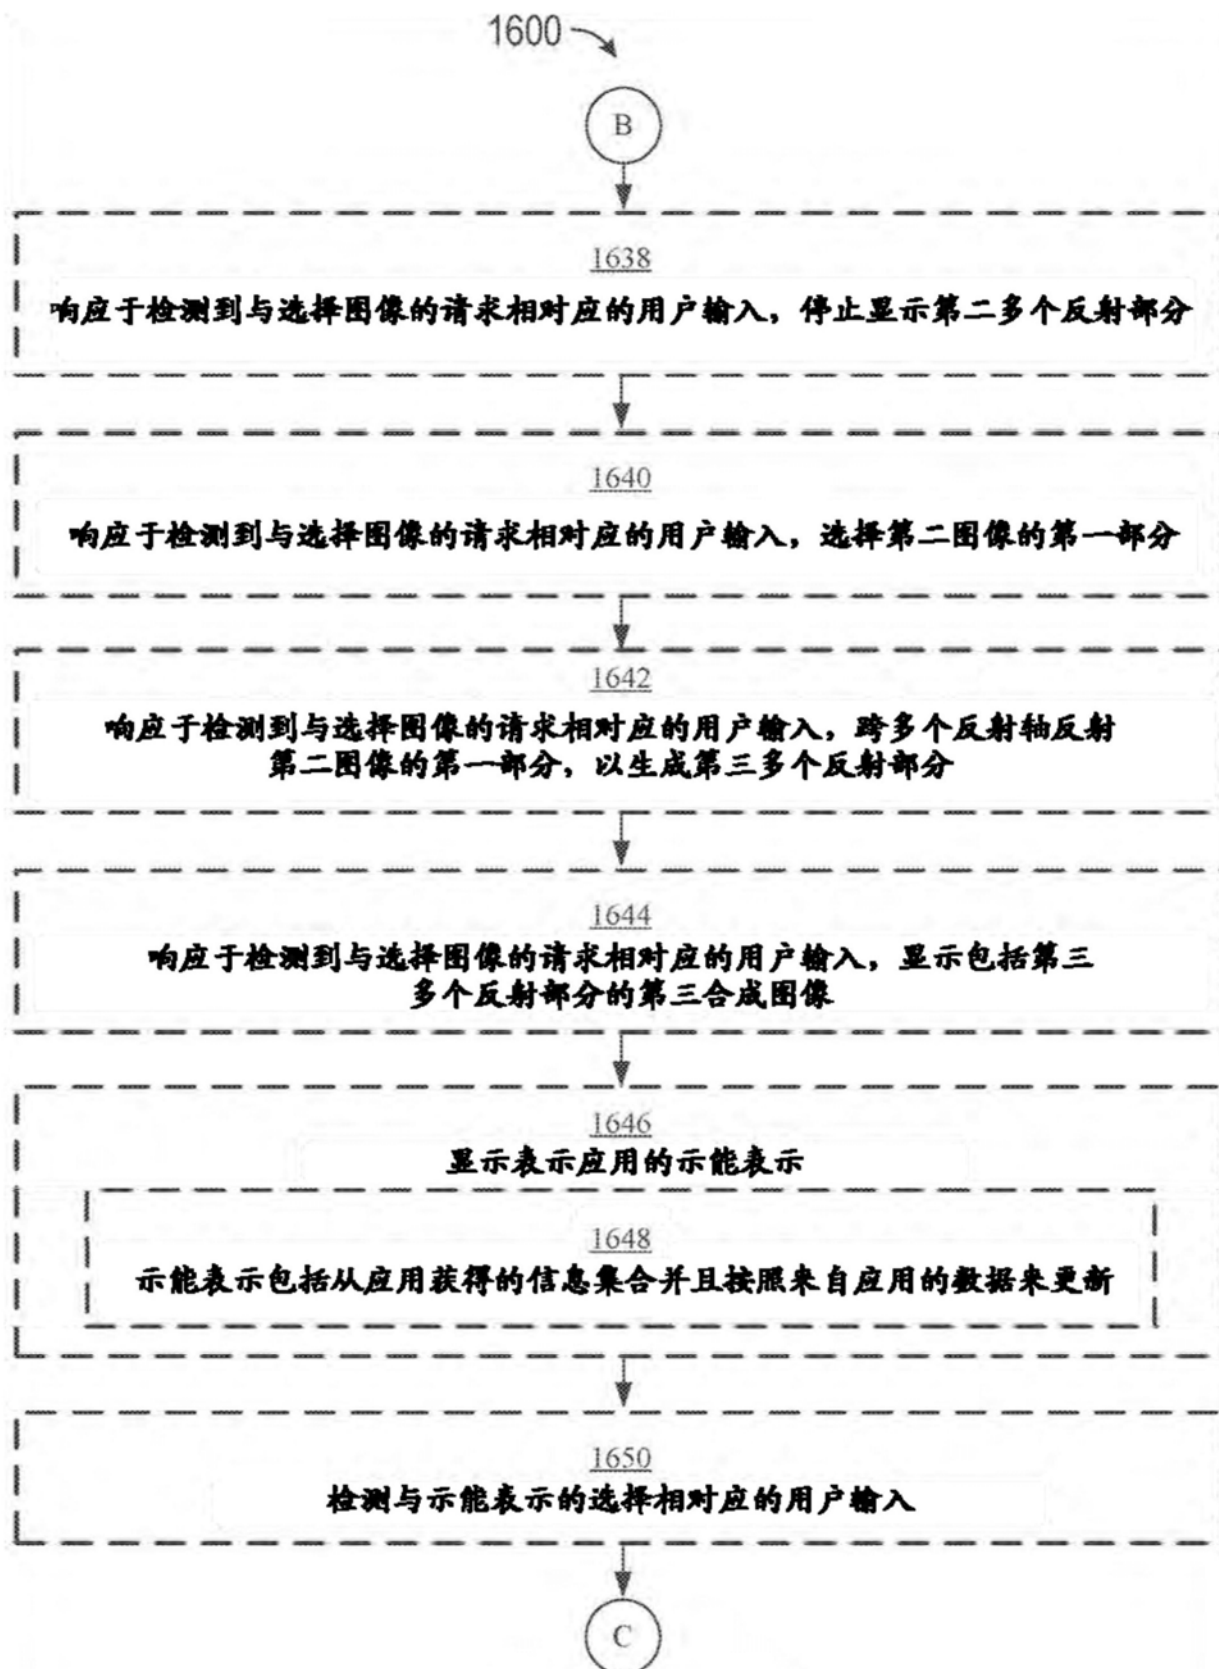 1600
B
1638
响应于检测到与选择图像的请求相对应的用户输入，停止显示第二多个反射部分
1640
响应于检测到与选择图像的请求相对应的用户输入，选择第二图像的第一部分
1642
响应于检测到与选择图像的请求相对应的用户输入，跨多个反射轴反射
第二图像的第一部分，以生成第三多个反射部分
1644
响应于检测到与选择图像的请求相对应的用户输入，显示包括第三
多个反射部分的第三合成图像
1646
显示表示应用的示能表示
1648
示能表示包括从应用获得的信息集合并且按照来自应用的数据来更新
1650
检测与示能表示的选择相对应的用户输入
C